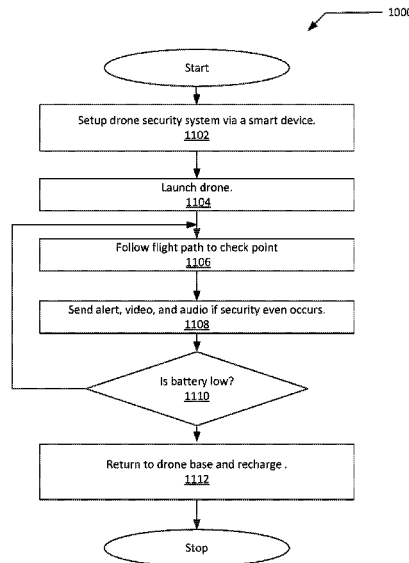 1000
Start
Setup drone security system via a smart device.
1102
Launch drone.
1104
Follow flight path to check point
1106
Send alert, video, and audio if security even occurs.
1108
Is battery low?
1110
Return to drone base and recharge .
1112
Stop